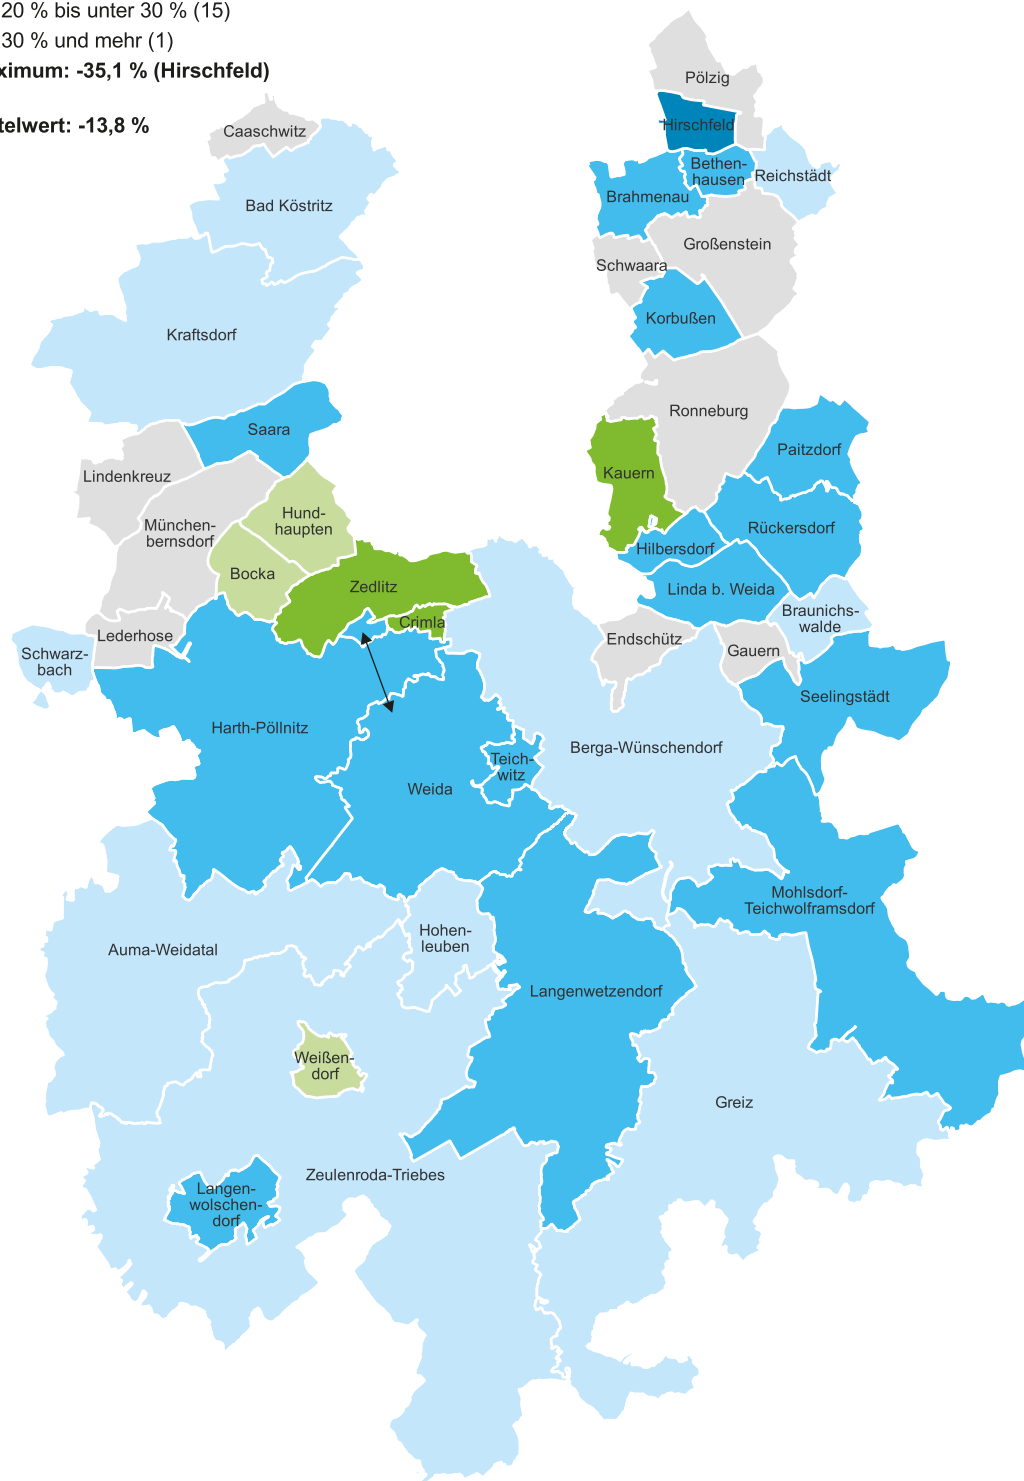 20 % bis unter 30 % (15)
30 % und mehr (1)
ximum: -35,1 % (Hirschfeld)
telwert: -13,8 %
Pölzig
Hirschfeld
Caaschwitz
Bethen-
hausen
Reichstädt
Brahmenau
Bad Köstritz
Großenstein
Schwaara
Korbußen
Kraftsdorf
Ronneburg
Saara
Paitzdorf
Kauern
Lindenkreuz
Hund-
haupten
München-
bernsdorf
Rückersdorf
Hilbersdorf
Bocka
Zedlitz
Linda b. Weida
Braunichs-
walde
Crimla
Lederhose
Endschütz
Gauern
Schwarz-
bach
Seelingstädt
Harth-Pöllnitz
Berga-Wünschendorf
Teich-
witz
Weida
Mohlsdorf-
Teichwolframsdorf
Hohen-
leuben
Auma-Weidatal
Langenwetzendorf
Weißen-
dorf
Greiz
Zeulenroda-Triebes
Langen-
wolschen-
dorf